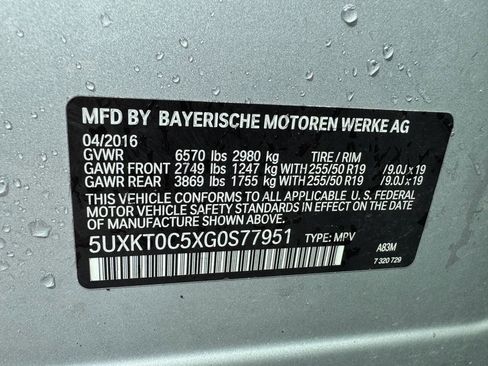 MFD BY BAYERISCHE MOTOREN WERKE AG
04/2016
GVWR 6570 lbs 2980 kg TIRE / RIM
GAWR FRONT 2749 lbs 1247 kg WITH 255/50 R19 / 9.0J x 19
GAWR REAR 3869 lbs 1755 kg WITH 255/50 R19 / 9.0J x 19
THIS VEHICLE CONFORMS TO ALL APPLICABLE U. S. FEDERAL
MOTOR VEHICLE SAFETY STANDARDS IN EFFECT ON THE
DATE OF MANUFACTURE SHOWN ABOVE.
5UXKT0C5XG0S77951 TYPE: MPV
A83M
7 320 729